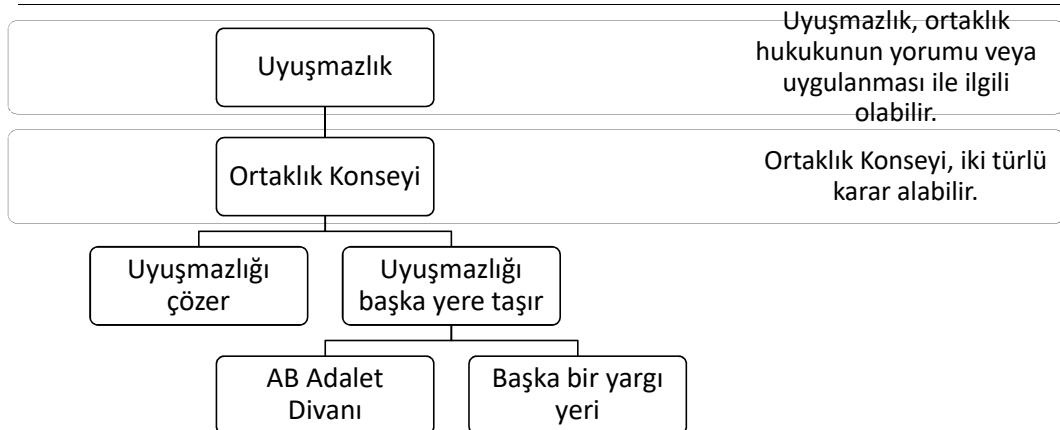 Uyuşmazlık
Uyuşmazlık, ortaklık
hukukunun yorumu veya
uygulanması ile ilgili
olabilir.
Ortaklık Konseyi
Ortaklık Konseyi, iki türlü
karar alabilir.
Uyuşmazlığı
çözer
Uyuşmazlığı
başka yere taşır
AB Adalet
Divanı
Başka bir yargı
yeri